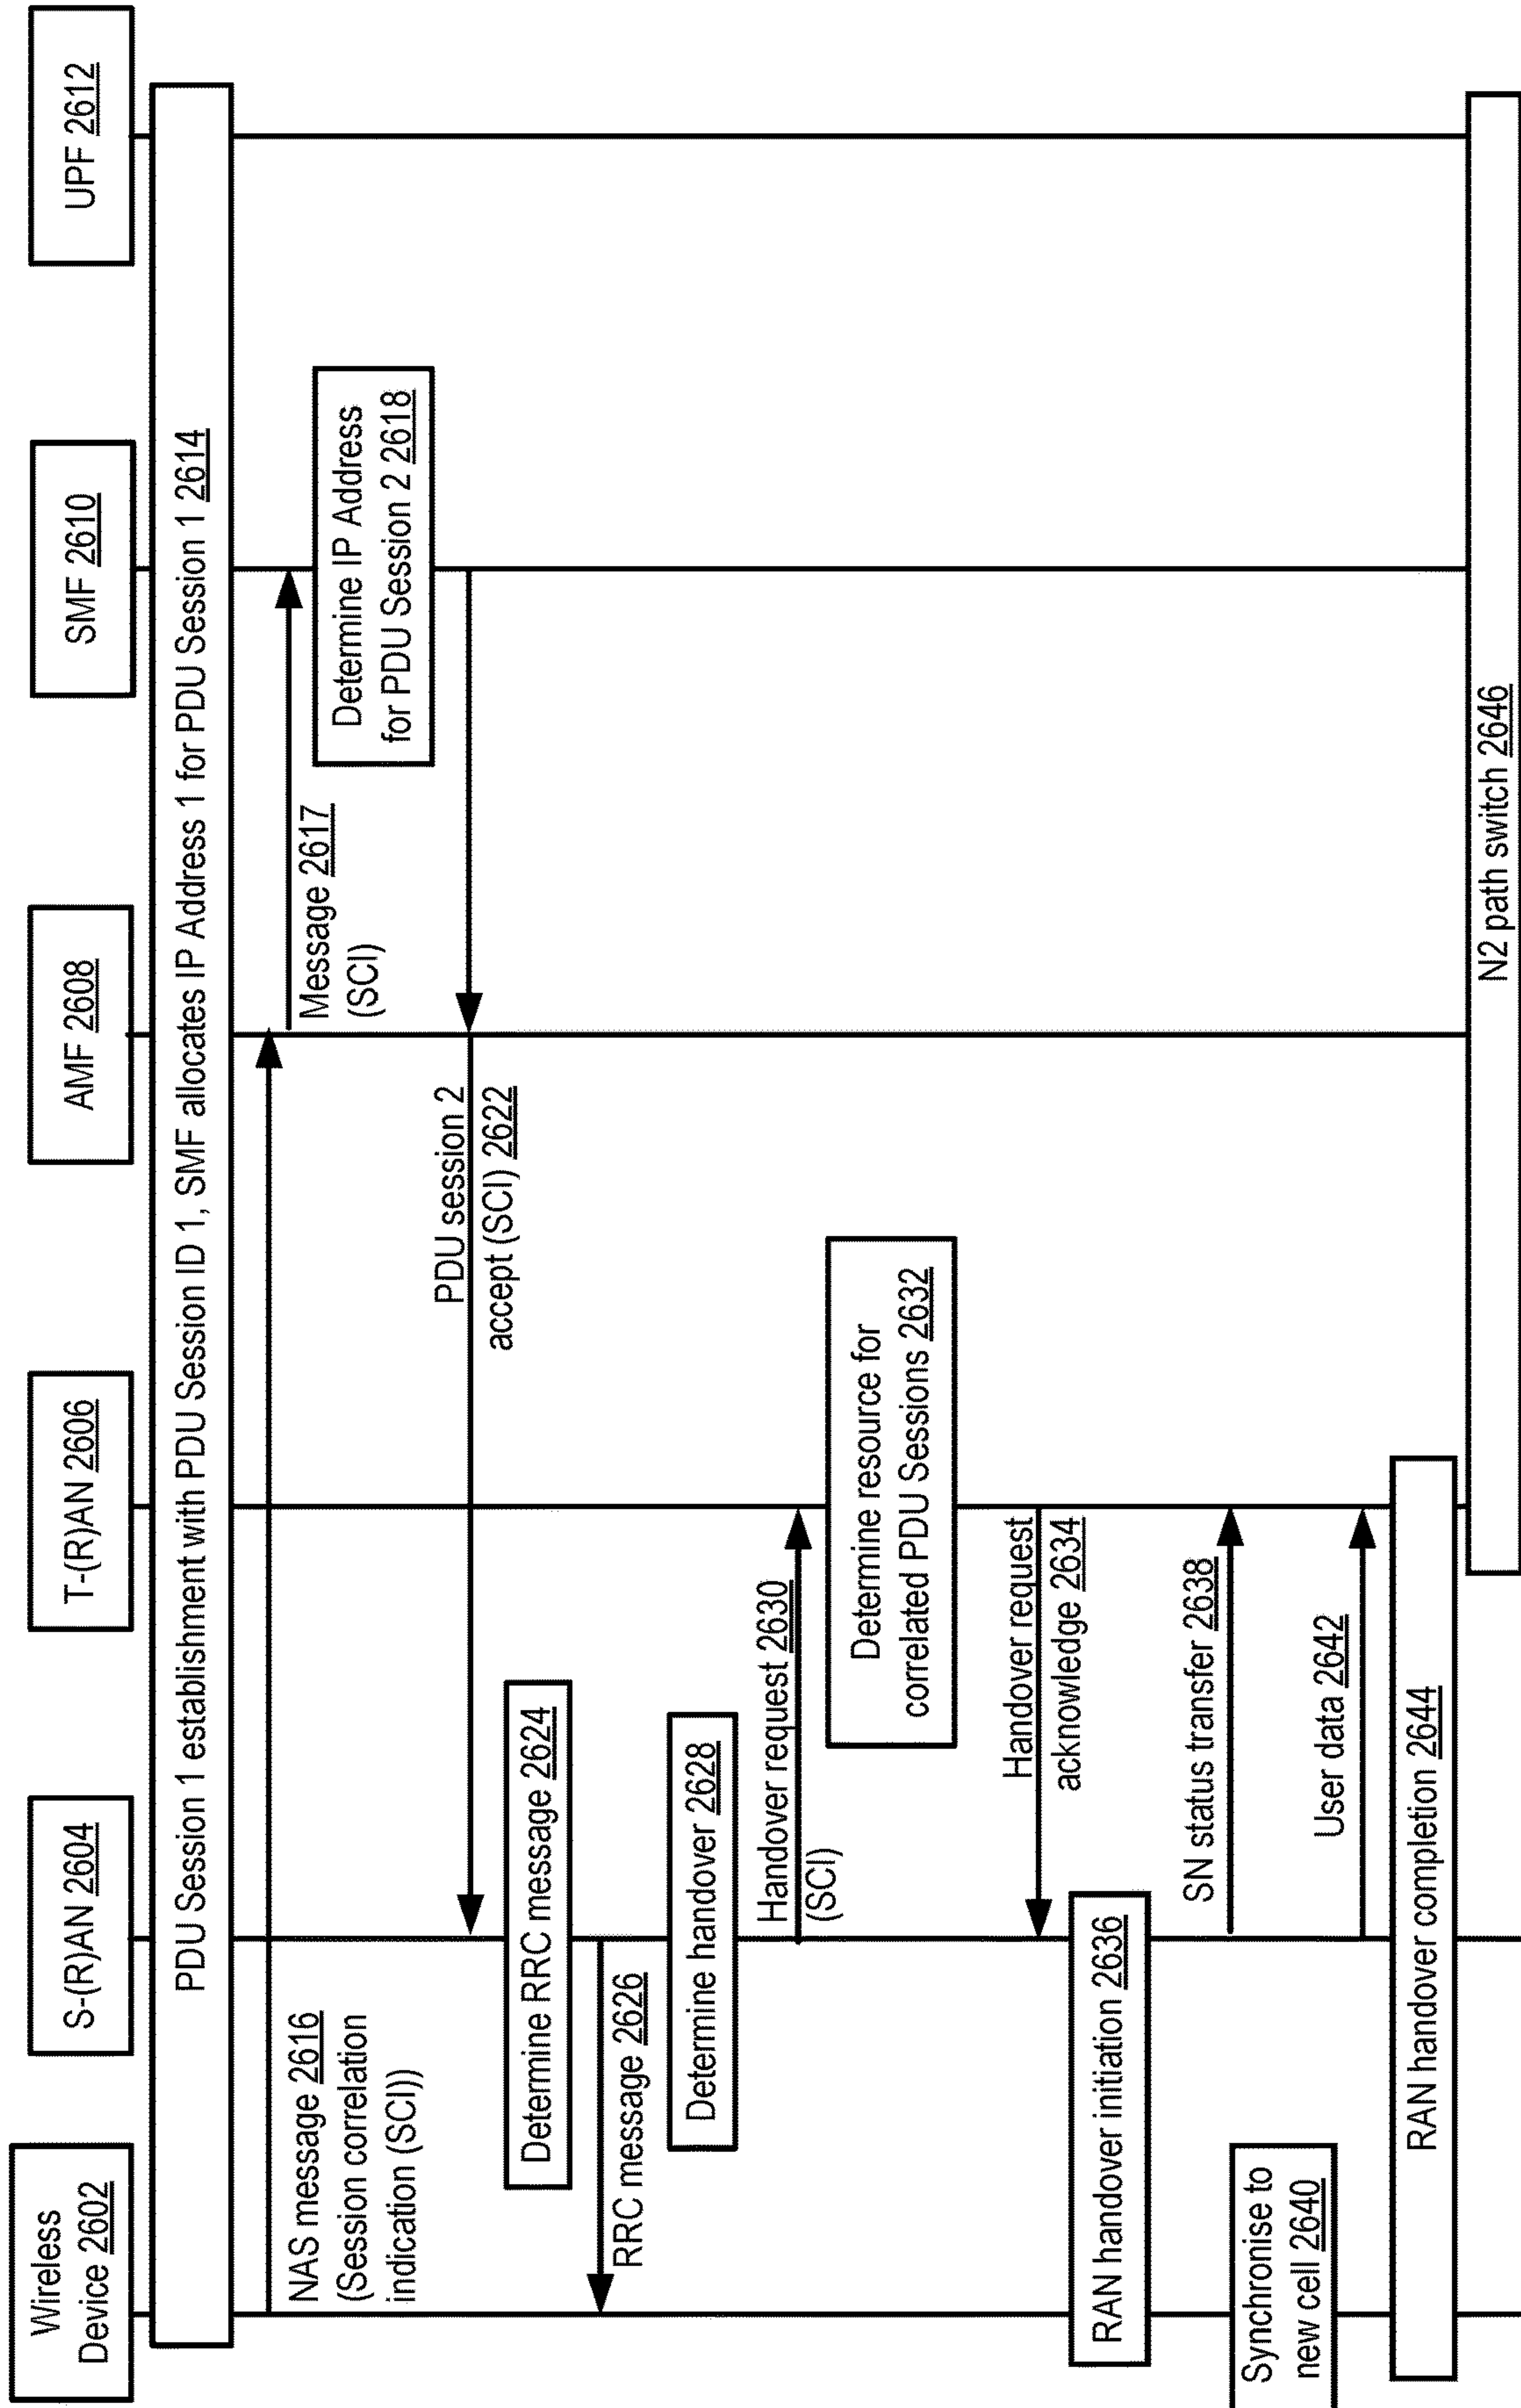 Wireless
Device 2602
S-(R)AN 2604
T-(R)AN 2606
AMF 2608
SMF 2610
UPF 2612
PDU Session 1 establishment with PDU Session ID 1, SMF allocates IP Address 1 for PDU Session 1 2614
NAS message 2616
(Session correlation
indication (SCI))
Message 2617
(SCI)
Determine IP Address
for PDU Session 2 2618
PDU session 2
accept (SCI) 2622
Determine RRC message 2624
RRC message 2626
Determine handover 2628
Handover request 2630
(SCI)
Determine resource for
correlated PDU Sessions 2632
Handover request
acknowledge 2634
RAN handover initiation 2636
SN status transfer 2638
Synchronise to
new cell 2640
User data 2642
RAN handover completion 2644
N2 path switch 2646